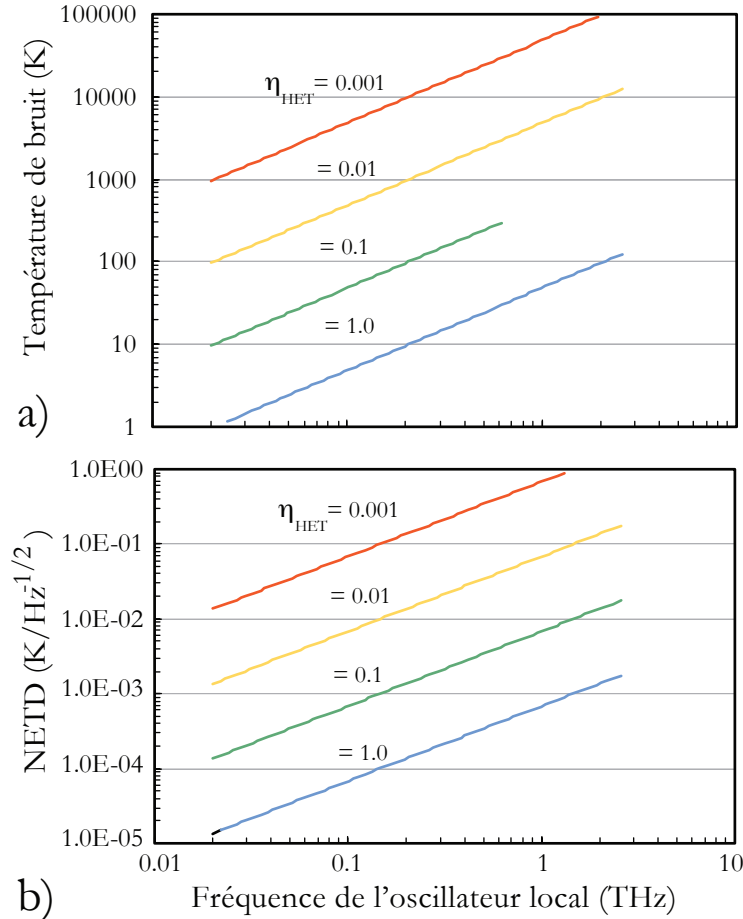 100000
10000
1000
100
10
1
Température de bruit (K)
ηHET = 0.001
= 0.01
= 0.1
= 1.0
a)
1.0E00
1.0E-01
1.0E-02
1.0E-03
1.0E-04
1.0E-05
NETD (K/Hz-1/2)
ηHET = 0.001
= 0.01
= 0.1
= 1.0
0.01 0.1 1 10
b) Fréquence de l'oscillateur local (THz)